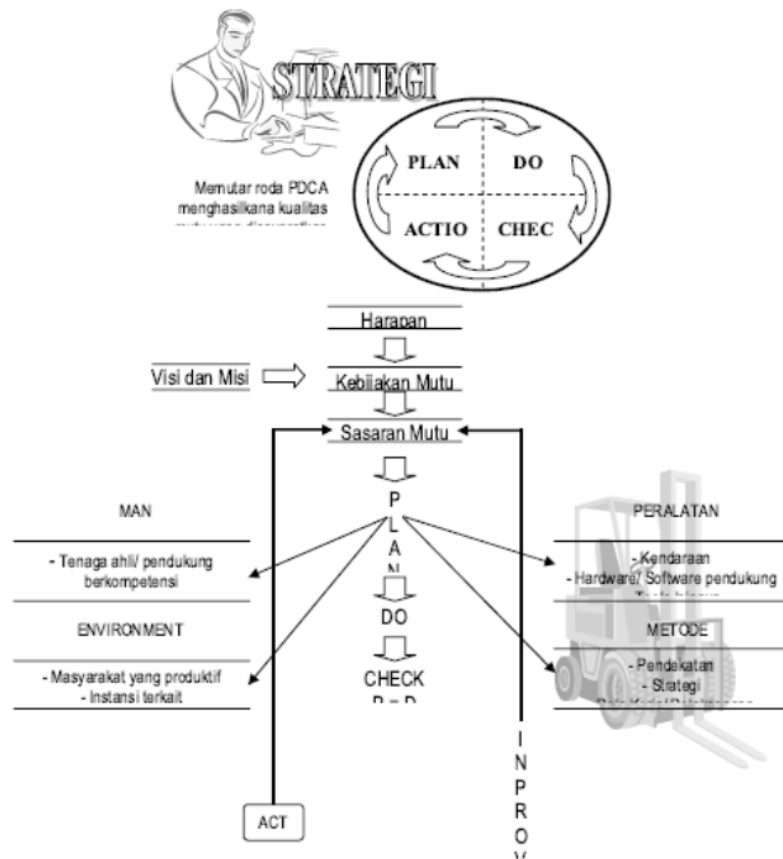 STRATEGI
PLAN
DO
ACTIO
CHEC
Memutar roda PDCA
menghasilkana kualitas
Harapan
Visi dan Misi
Kebijakan Mutu
Sasaran Mutu
MAN
- Tenaga ahli/ pendukung
berkompetensi
ENVIRONMENT
- Masyarakat yang produktif
- Instansi terkait
P
L
A
N
DO
CHECK
PERALATAN
- Kendaraan
- Hardware/ Software pendukung
METODE
- Pendekatan
- Strategi
ACT
I
N
P
R
O
V